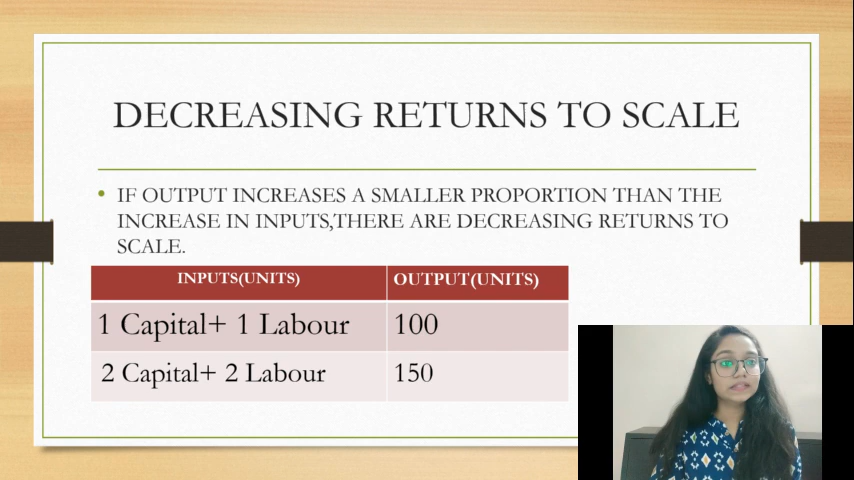 DECREASING RETURNS TO SCALE
• IF OUTPUT INCREASES A SMALLER PROPORTION THAN THE
INCREASE IN INPUTS,THERE ARE DECREASING RETURNS TO
SCALE.
INPUTS(UNITS) OUTPUT(UNITS)
1 Capital+ 1 Labour 100
2 Capital+ 2 Labour 150